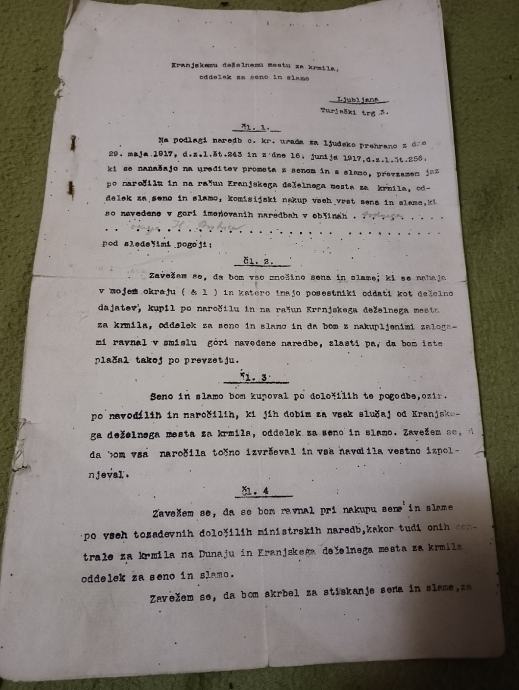 Kranjskemu deželnemu mestu za krmila,
oddelek za seno in slamo
Ljubljana
Turjaški trg 3.
Čl. 1.
Na podlagi naredb c. kr. urada za ljudsko prehrano z dne
29. maja 1917, d.z.l.št.243 in z dne 16. junija 1917,d.z.l.št.256,
ki se nanašajo na ureditev prometa z senom in s slamo, prevzamem jaz
po naročilu in na račun Kranjskega deželnega mesta za krmila, od-
delek za seno in slamo, komisijski nakup vseh vrst sena in slame,ki
so navedene v gori imenovanih naredbah v občinah
pod sledečimi pogoji:
Čl. 2.
Zavežem se, da bom vso množino sena in slame, ki se nahaja
v mojem okraju ( & 1 ) in katero imajo posestniki oddati kot deželno
dajatev, kupil po naročilu in na račun Krrnjskega deželnega mesta
za krmila, oddelek za seno in slamo in da bom z nakupljenimi zaloga-
mi ravnal v smislu góri navedene naredbe, zlasti pa, da bom iste
plačal takoj po prevzetju.
Čl. 3
Seno in slamo bom kupoval po določilih te pogodbe,ozir.
po navodilih in naročilih, ki jih dobim za vsak slučaj od Kranjske-
ga deželnega mesta za krmila, oddelek za seno in slamo. Zavežem se,
da bom vsa naročila točno izvrševal in vsa navodila vestno izpol-
njeval.
Čl. 4
Zavežem se, da se bom ravnal pri nakupu sena in slame
po vseh tozadevnih določilih ministrskih naredb,kakor tudi onih cen-
trale za krmila na Dunaju in Kranjskega deželnega mesta za krmila
oddelek za seno in slamo.
Zavežem se, da bom skrbel za stiskanje sena in slame,za